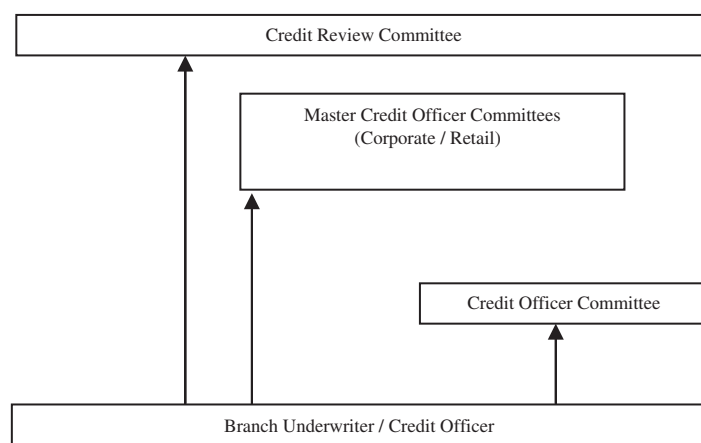 Credit Review Committee
Master Credit Officer Committees
(Corporate / Retail)
Credit Officer Committee
Branch Underwriter / Credit Officer